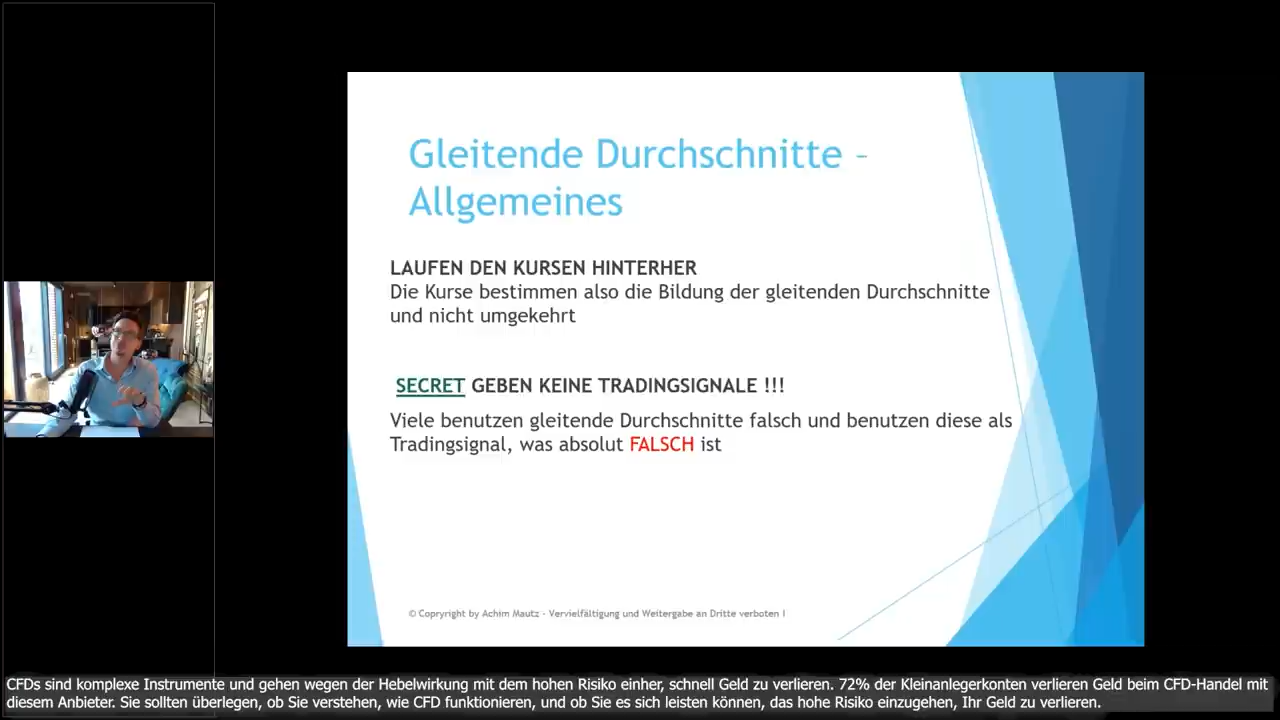 Gleitende Durchschnitte –
Allgemeines
LAUFEN DEN KURSEN HINTERHER
Die Kurse bestimmen also die Bildung der gleitenden Durchschnitte
und nicht umgekehrt
SECRET GEBEN KEINE TRADINGSIGNALE !!!
Viele benutzen gleitende Durchschnitte falsch und benutzen diese als
Tradingsignal, was absolut FALSCH ist
© Copryright by Achim Mautz - Vervielfältigung und Weitergabe an Dritte verboten !
CFDs sind komplexe Instrumente und gehen wegen der Hebelwirkung mit dem hohen Risiko einher, schnell Geld zu verlieren. 72% der Kleinanlegerkonten verlieren Geld beim CFD-Handel mit
diesem Anbieter. Sie sollten überlegen, ob Sie verstehen, wie CFD funktionieren, und ob Sie es sich leisten können, das hohe Risiko einzugehen, Ihr Geld zu verlieren.